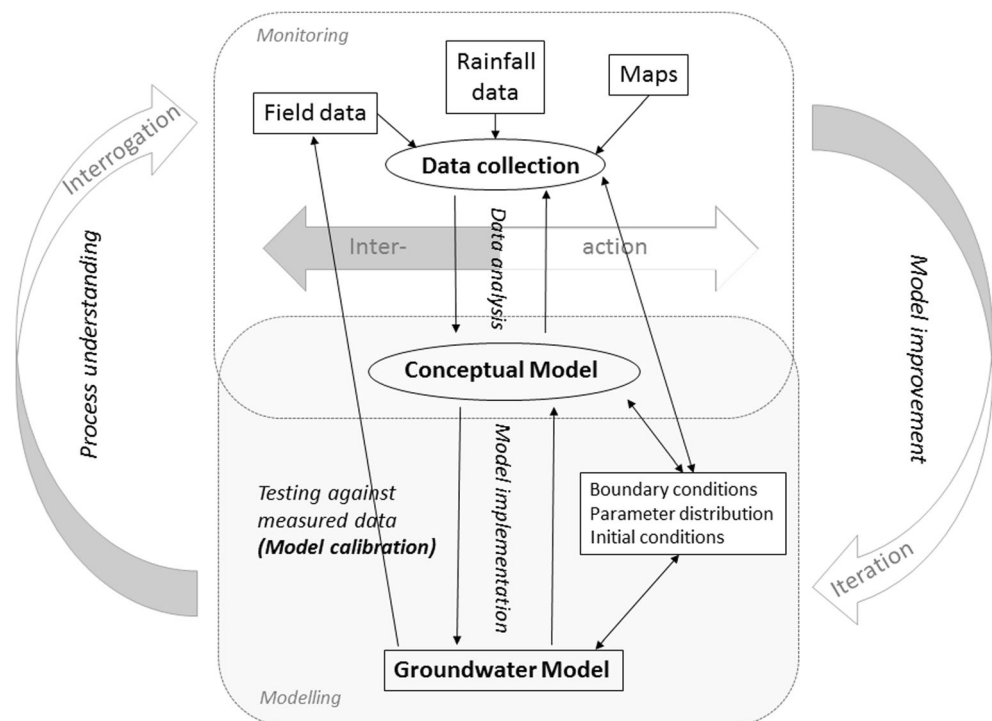 Monitoring
Rainfall
data
Maps
Field data
Data collection
Interrogation
Inter-
action
Data analysis
Process understanding
Model improvement
Conceptual Model
Model implementation
Testing against
measured data
(Model calibration)
Boundary conditions
Parameter distribution
Initial conditions
Iteration
Groundwater Model
Modelling